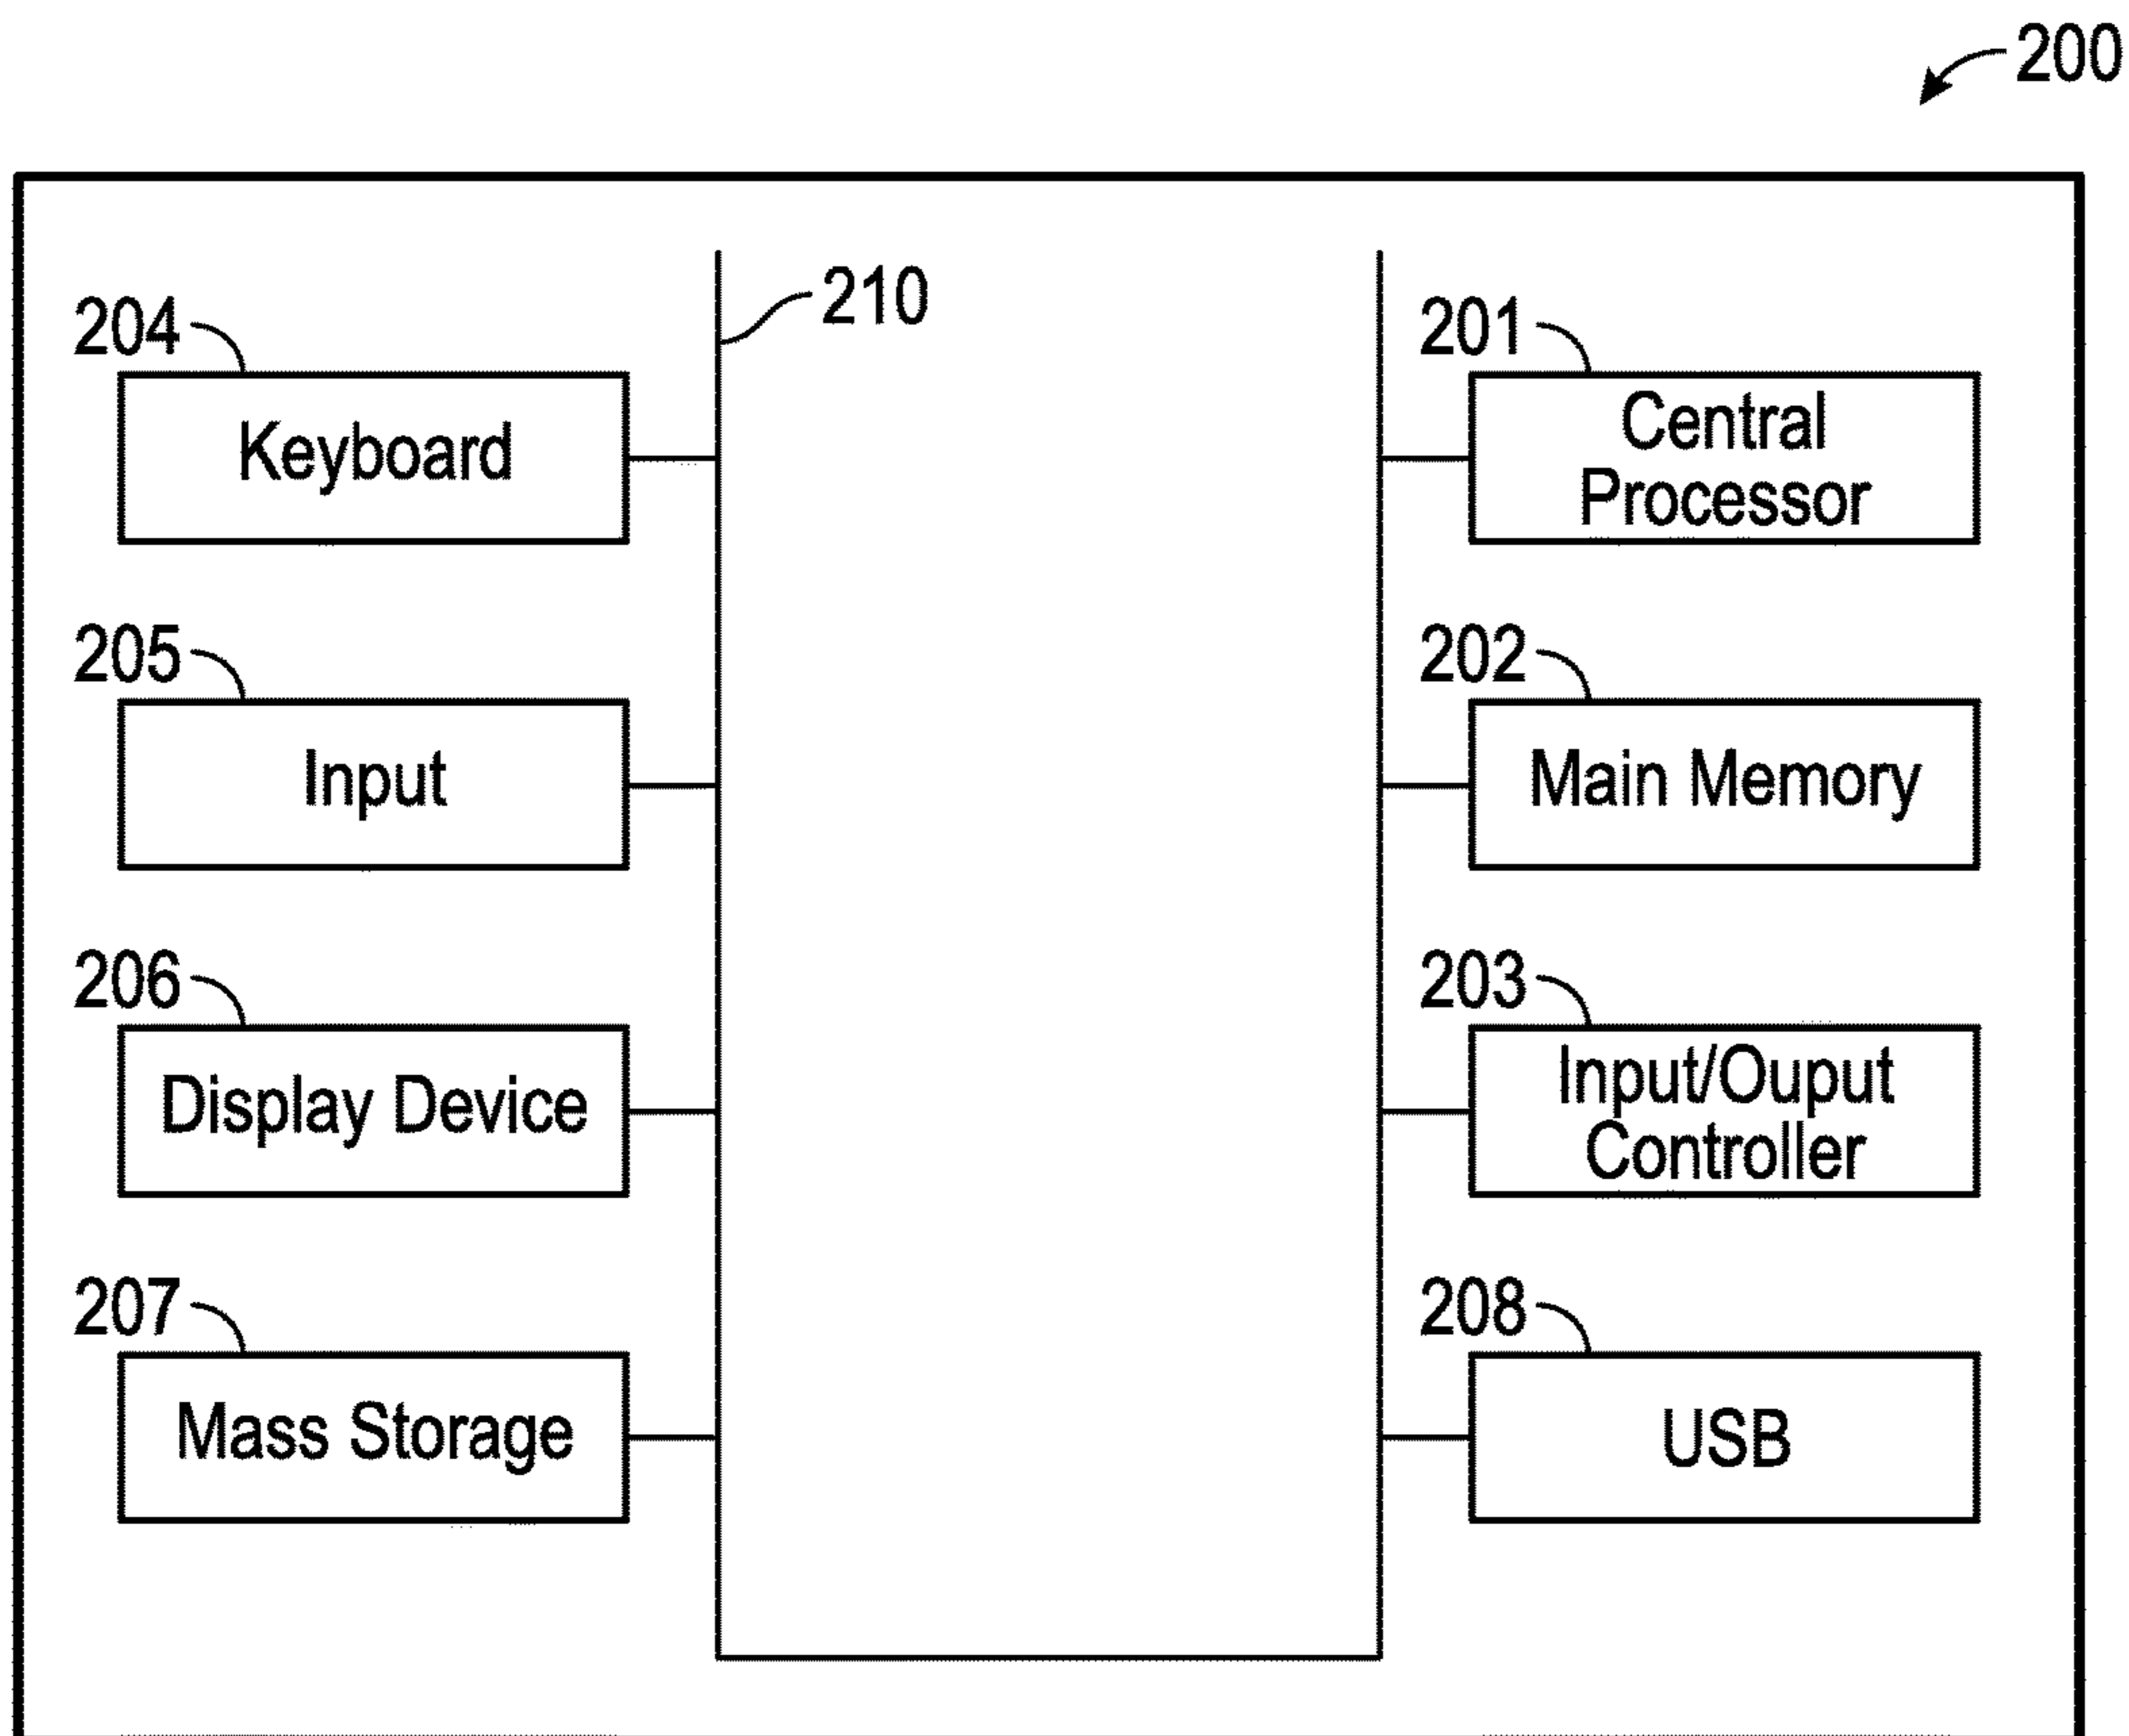 200
210
204
Keyboard
201
Central
Processor
205
Input
202
Main Memory
206
Display Device
203
Input/Ouput
Controller
207
Mass Storage
208
USB